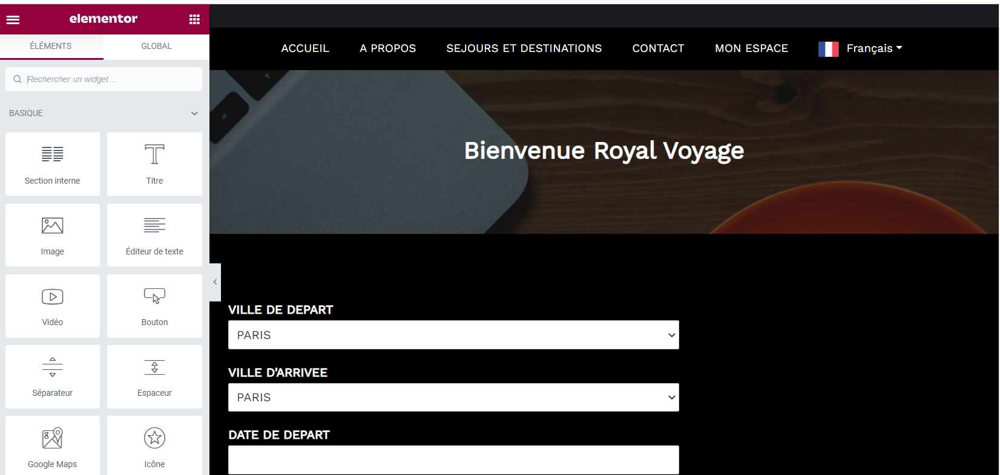 elementor
ÉLÉMENTS
GLOBAL
Rechercher un widget...
BASIQUE
Section interne
Titre
Image
Éditeur de texte
Vidéo
Bouton
Séparateur
Espaceur
Google Maps
Icône
ACCUEIL
A PROPOS
SEJOURS ET DESTINATIONS
CONTACT
MON ESPACE
Français
Bienvenue Royal Voyage
VILLE DE DEPART
PARIS
VILLE D'ARRIVEE
PARIS
DATE DE DEPART